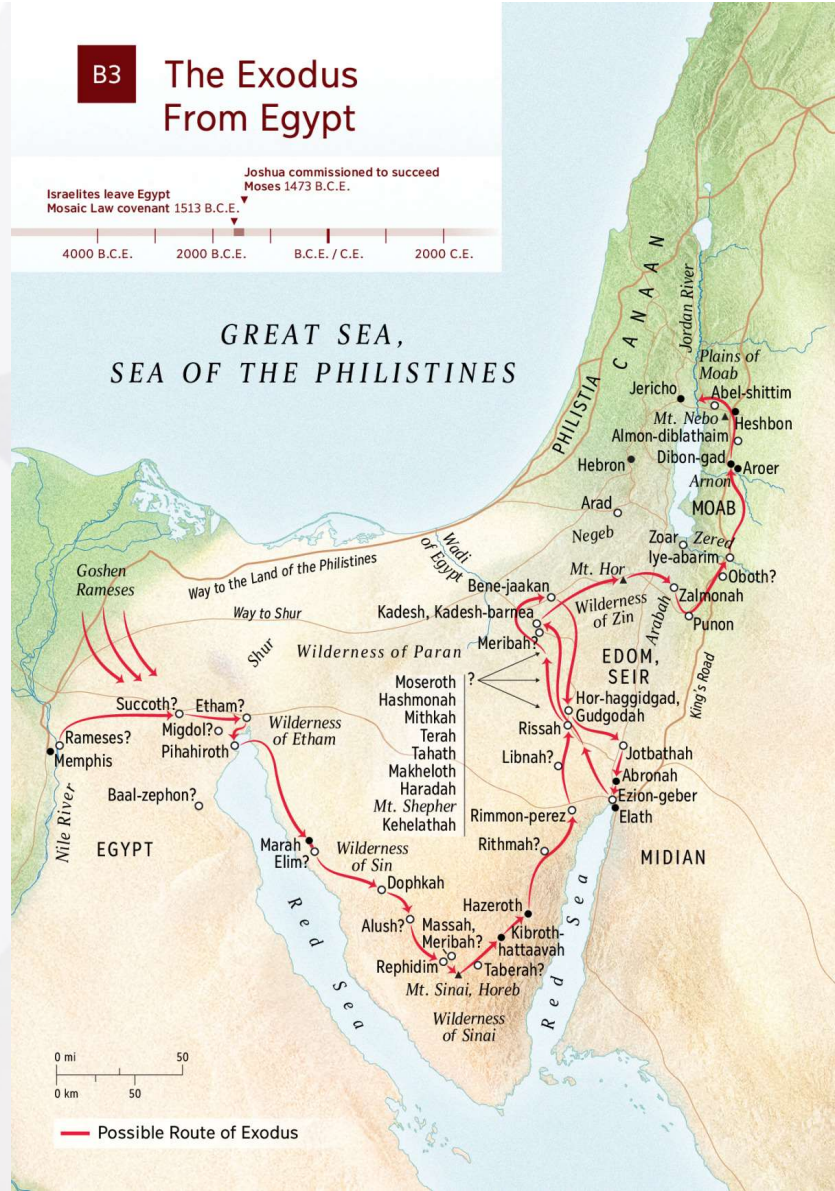 B3
The Exodus
From Egypt
Joshua commissioned to succeed
Moses 1473 B.C.E.
Israelites leave Egypt
Mosaic Law covenant 1513 B.C.E.
4000 B.C.E.
2000 B.C.E.
B.C.E. / C.E.
2000 C.E.
GREAT SEA,
SEA OF THE PHILISTINES
CANAAN
Jordan River
PHILISTIA
Plains of
Moab
Jericho
Abel-shittim
Mt. Nebo
Heshbon
Almon-diblathaim
Hebron
Dibon-gad
Aroer
Arnon
Arad
MOAB
Negeb
Zoar
Zered
Iye-abarim
Oboth?
Wadi
of Egypt
Way to the Land of the Philistines
Goshen
Rameses
Mt. Hor
Bene-jaakan
Zalmonah
Way to Shur
Kadesh, Kadesh-barnea
Wilderness
of Zin
Arabah
Punon
Shur
Wilderness of Paran
Meribah?
EDOM,
SEIR
King's Road
Moseroth
Hashmonah
Mithkah
Terah
Tahath
Makheloth
Haradah
Mt. Shepher
Kehelathah
?
Hor-haggidgad,
Gudgodah
Succoth?
Etham?
Migdol?
Wilderness
of Etham
Rissah
Rameses?
Memphis
Pihahiroth
Jotbathah
Libnah?
Abronah
Ezion-geber
Elath
Baal-zephon?
Rimmon-perez
Nile River
EGYPT
Marah
Elim?
Wilderness
of Sin
Rithmah?
MIDIAN
Dophkah
Red Sea
Hazeroth
Red Sea
Alush?
Massah,
Meribah?
Kibroth-
hattaavah
Rephidim
Taberah?
Mt. Sinai, Horeb
Wilderness
of Sinai
0 mi
50
0 km
50
Possible Route of Exodus